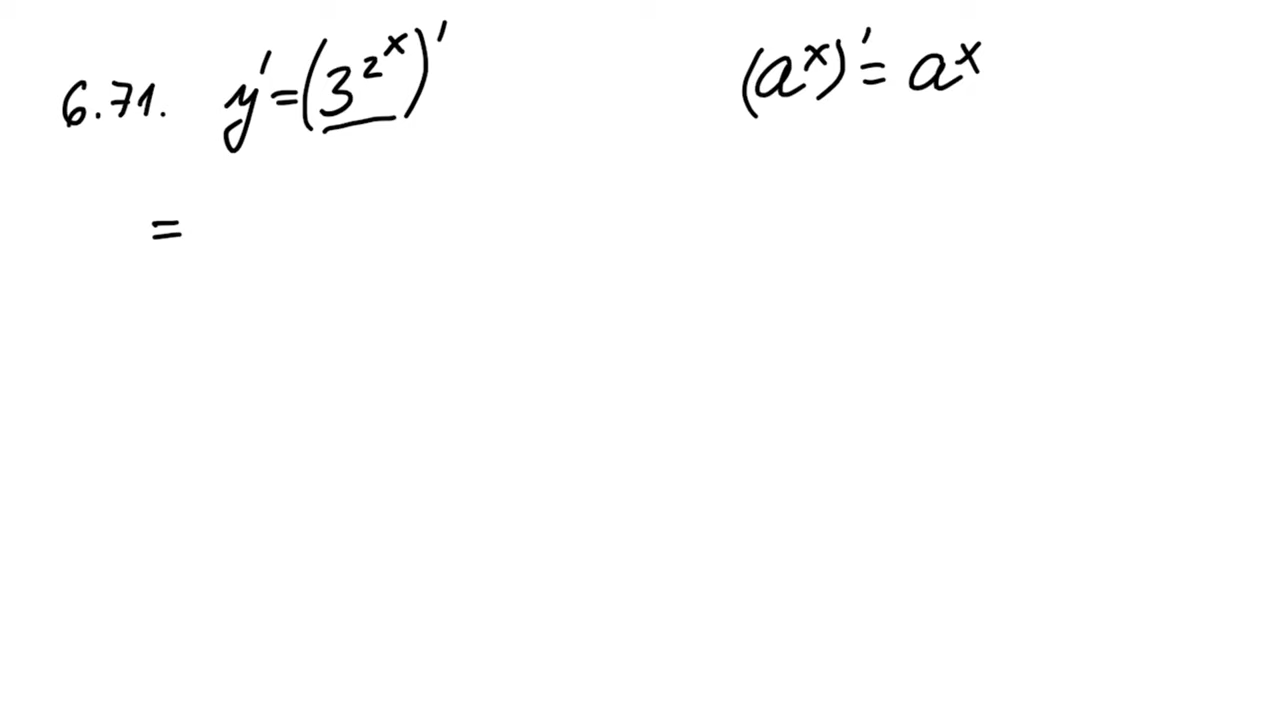 6.71. y' = (3^{2^x})' (a^x)' = a^x
=